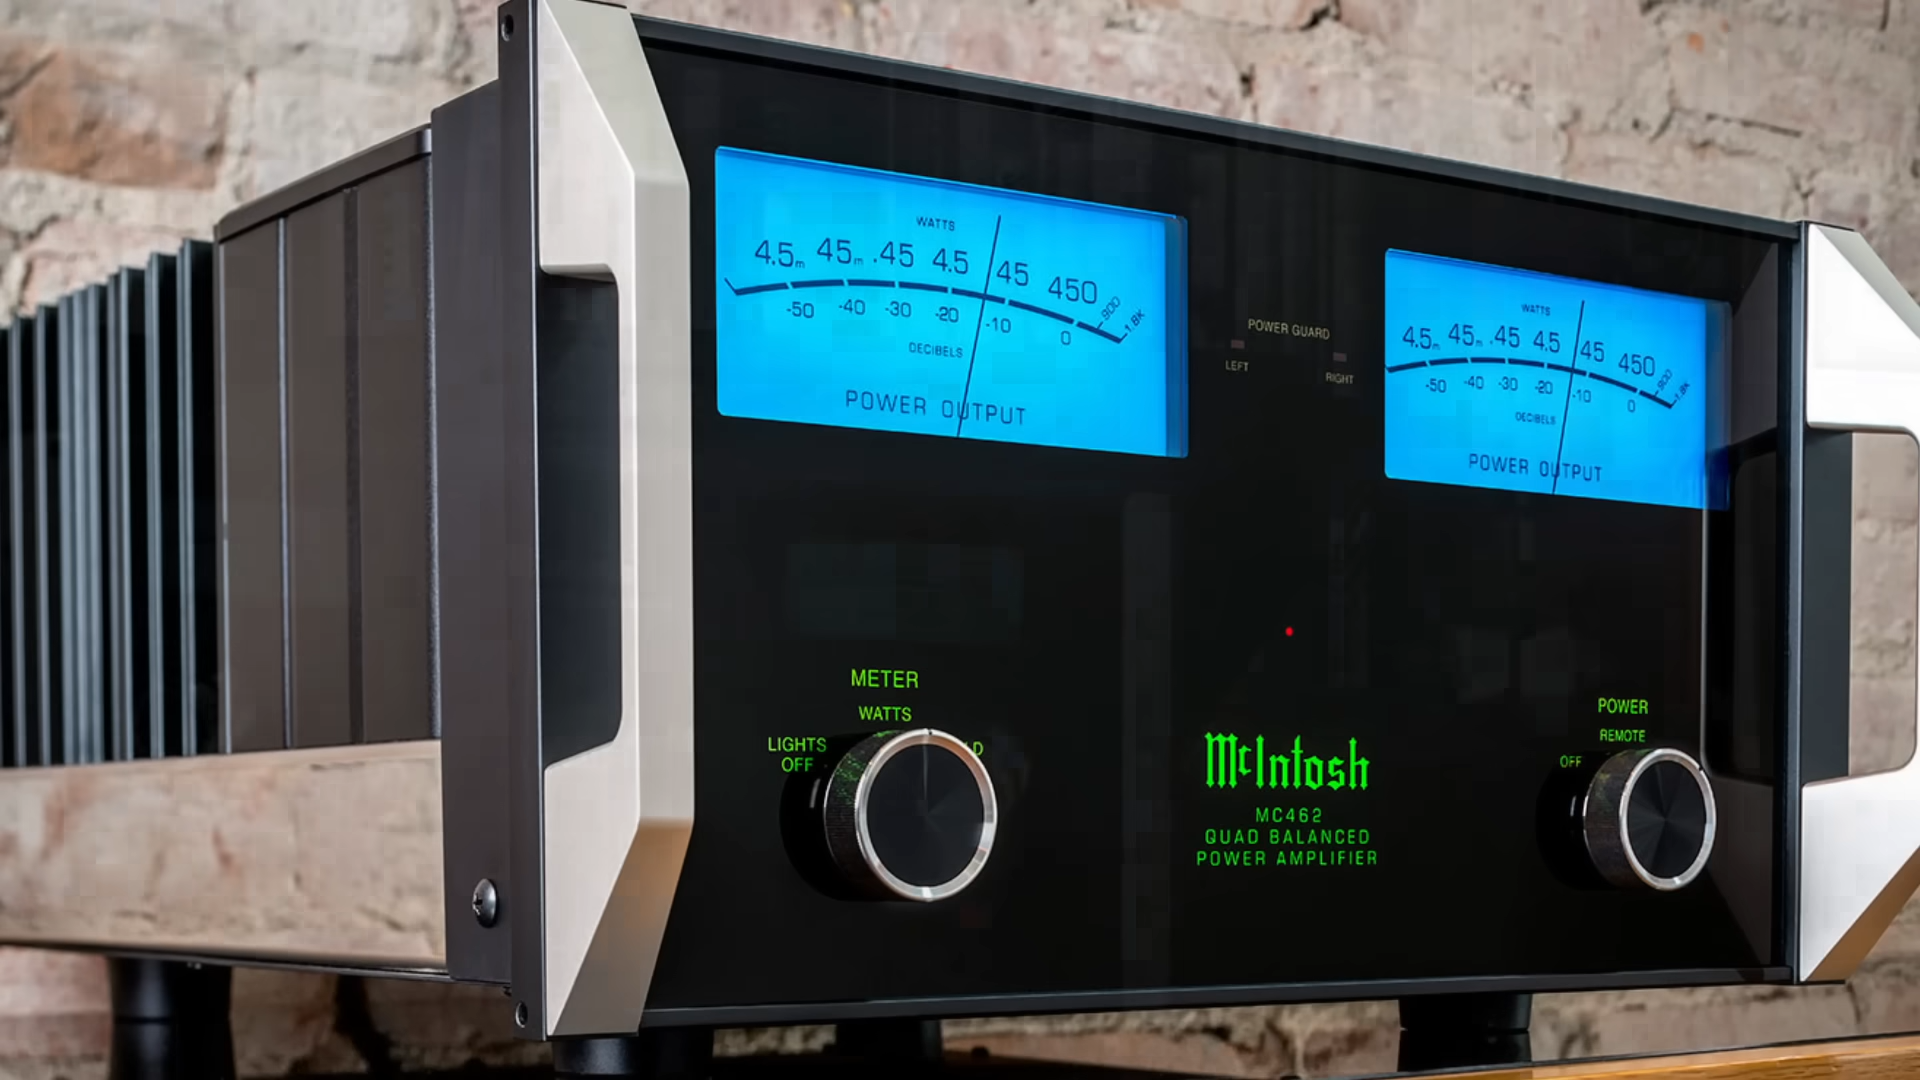 WATTS
4.5m 45m .45 4.5 45 450 900 1.8K
-50 -40 -30 -20 -10 0
DECIBELS
POWER OUTPUT
POWER GUARD
LEFT RIGHT
WATTS
4.5m 45m .45 4.5 45 450 900 1.8K
-50 -40 -30 -20 -10 0
DECIBELS
POWER OUTPUT
METER
WATTS
LIGHTS
OFF
McIntosh
MC462
QUAD BALANCED
POWER AMPLIFIER
POWER
REMOTE
OFF